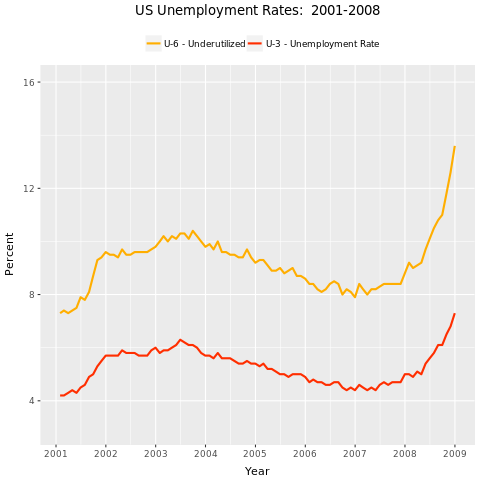 US Unemployment Rates:  2001-2008
U-6 - Underutilized U-3 - Unemployment Rate
16
12
8
4
Percent
2001 2002 2003 2004 2005 2006 2007 2008 2009
Year